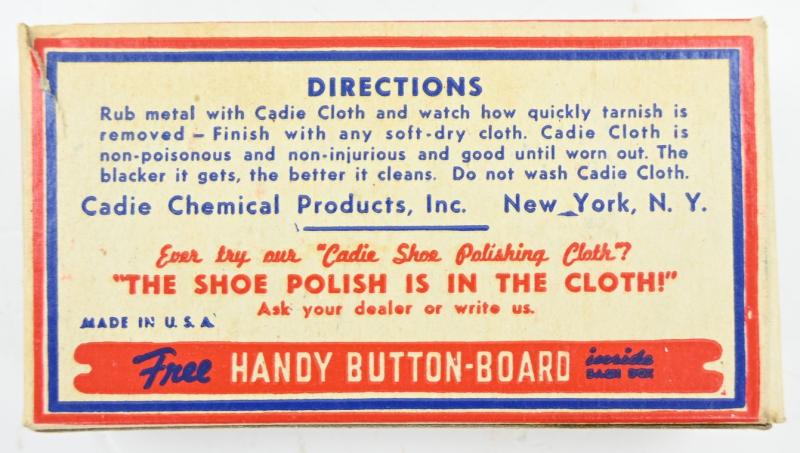 DIRECTIONS
Rub metal with Cadie Cloth and watch how quickly tarnish is
removed – Finish with any soft-dry cloth. Cadie Cloth is
non-poisonous and non-injurious and good until worn out. The
blacker it gets, the better it cleans. Do not wash Cadie Cloth.
Cadie Chemical Products, Inc. New York, N. Y.
Ever try our "Cadie Shoe Polishing Cloth"?
"THE SHOE POLISH IS IN THE CLOTH!"
Ask your dealer or write us.
MADE IN U. S. A.
Free HANDY BUTTON-BOARD inside
EACH BOX